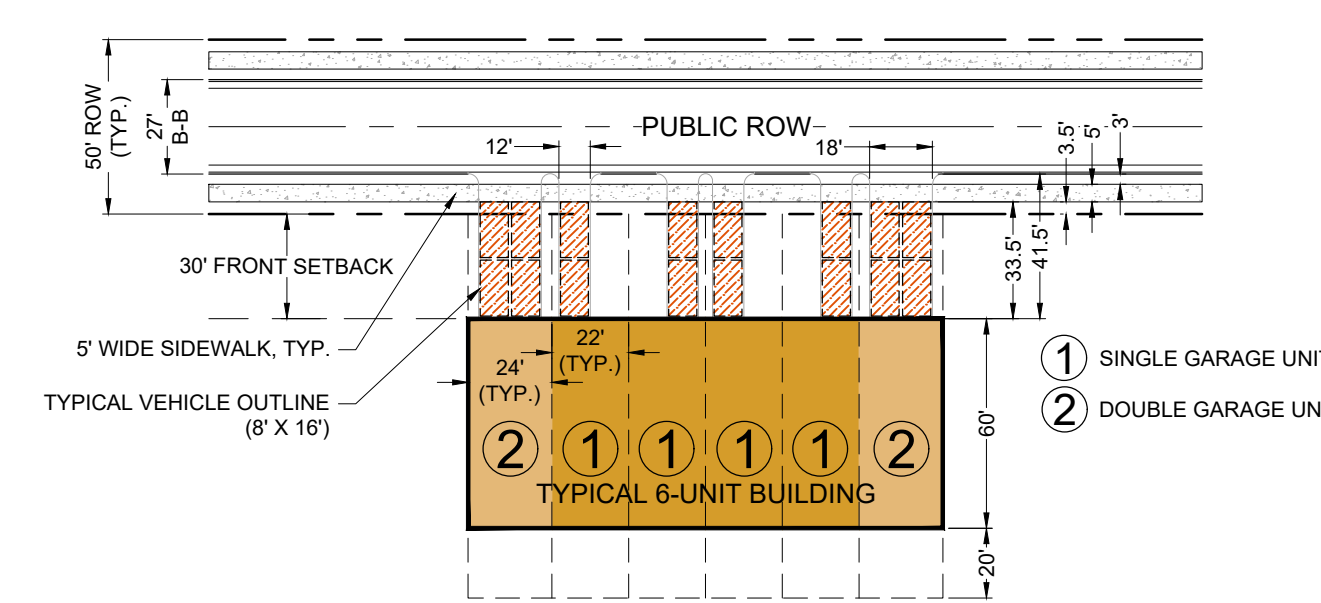 50' ROW
(TYP.)
27'
B-B
PUBLIC ROW
12'
18'
3.5'
5'
3'
30' FRONT SETBACK
33.5'
41.5'
5' WIDE SIDEWALK, TYP.
TYPICAL VEHICLE OUTLINE
(8' X 16')
24'
(TYP.)
22'
(TYP.)
1 SINGLE GARAGE UNI
2 DOUBLE GARAGE UN
2 1 1 1 1 2
TYPICAL 6-UNIT BUILDING
60'
20'